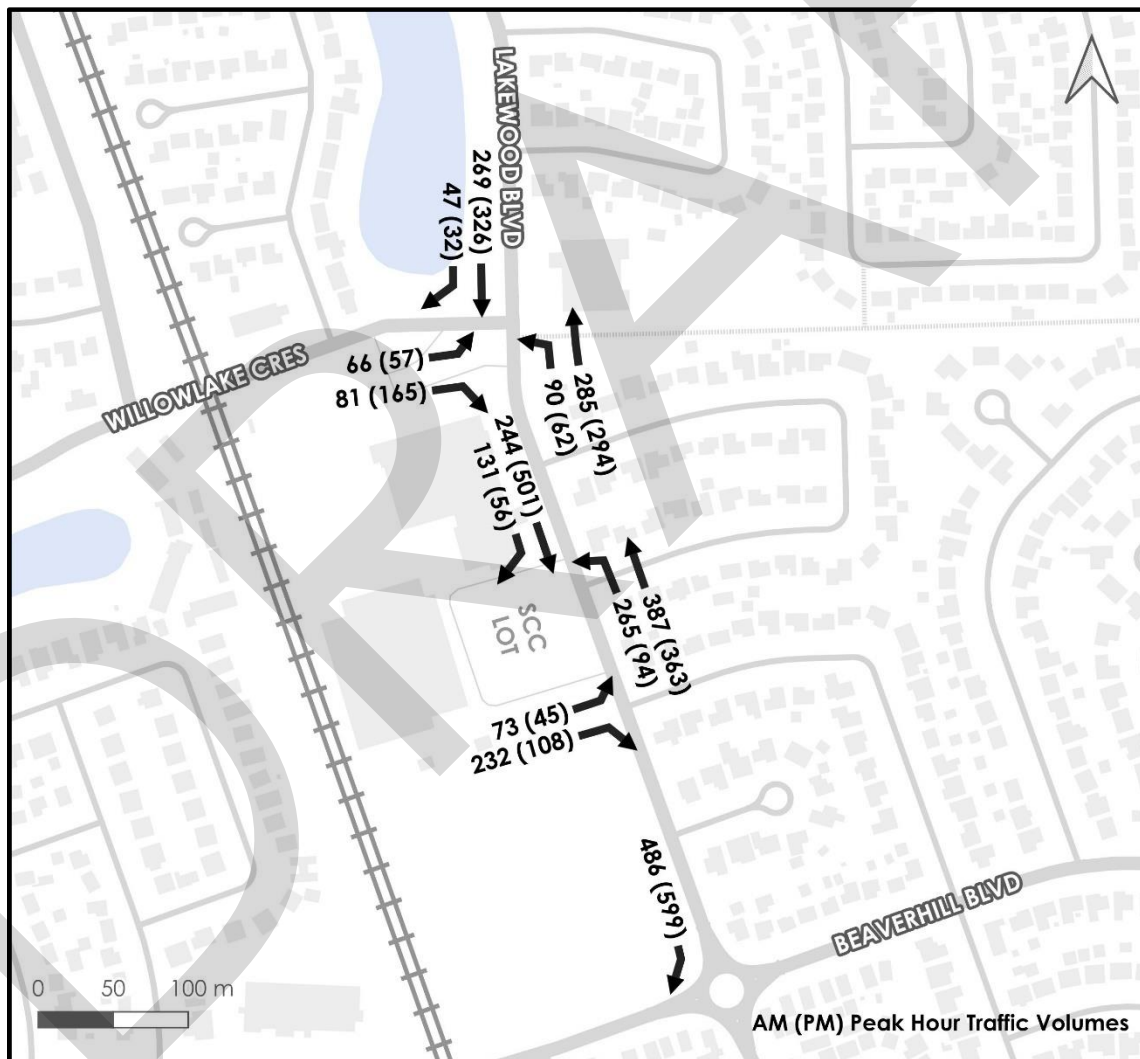 LAKEWOOD BLVD
269 (326)
47 (32)
WILLOWLAKE CRES
66 (57)
81 (165)
90 (62)
285 (294)
244 (501)
131 (56)
SCC
LOT
387 (363)
265 (94)
73 (45)
232 (108)
486 (599)
BEAVERHILL BLVD
0 50 100 m
AM (PM) Peak Hour Traffic Volumes
DRAFT